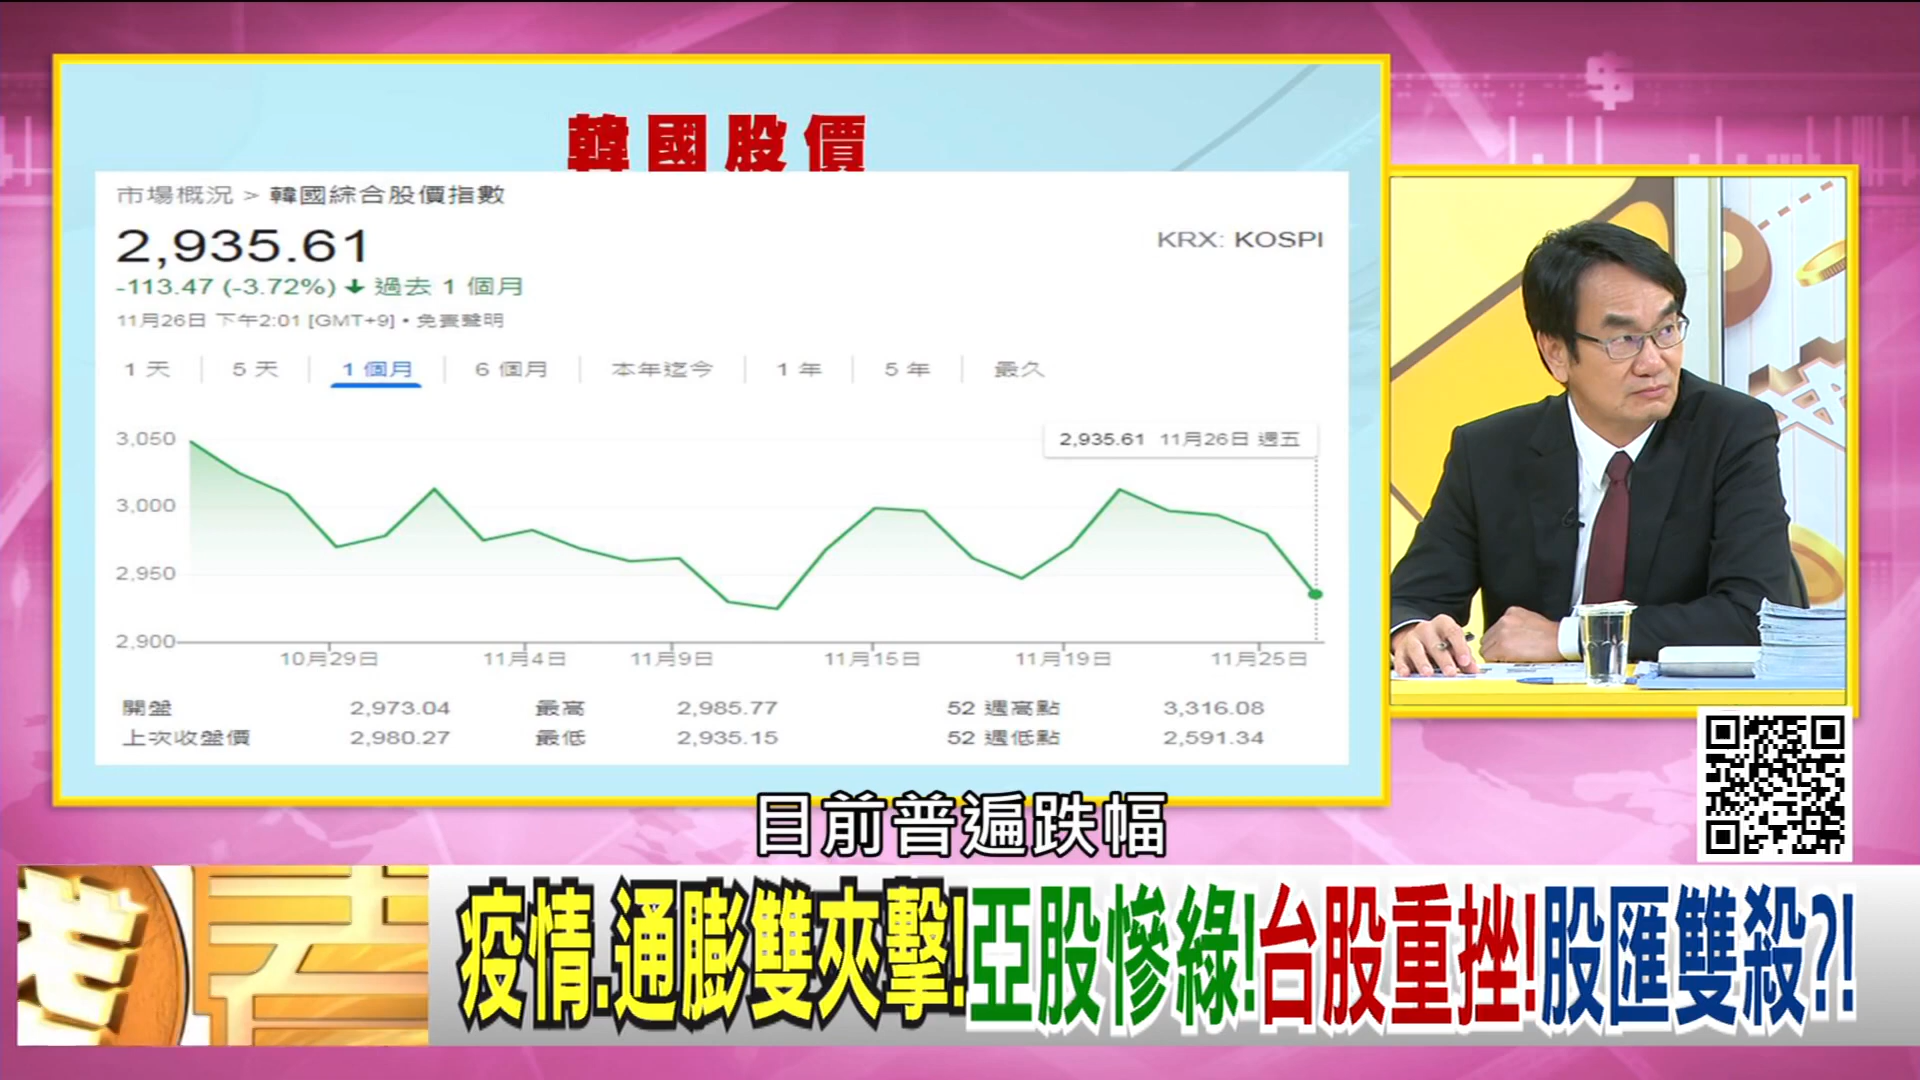 韓國股價
市場概況 > 韓國綜合股價指數
2,935.61
KRX: KOSPI
-113.47 (-3.72%) ↓ 過去 1 個月
11月26日 下午2:01 [GMT+9] • 免責聲明
1 天 5 天 1 個月 6 個月 本年迄今 1 年 5 年 最久
2,935.61 11月26日 週五
3,050
3,000
2,950
2,900
10月29日 11月4日 11月9日 11月15日 11月19日 11月25日
開盤 2,973.04 最高 2,985.77 52 週高點 3,316.08
上次收盤價 2,980.27 最低 2,935.15 52 週低點 2,591.34
目前普遍跌幅
疫情.通膨雙夾擊!亞股慘綠!台股重挫!股匯雙殺?!